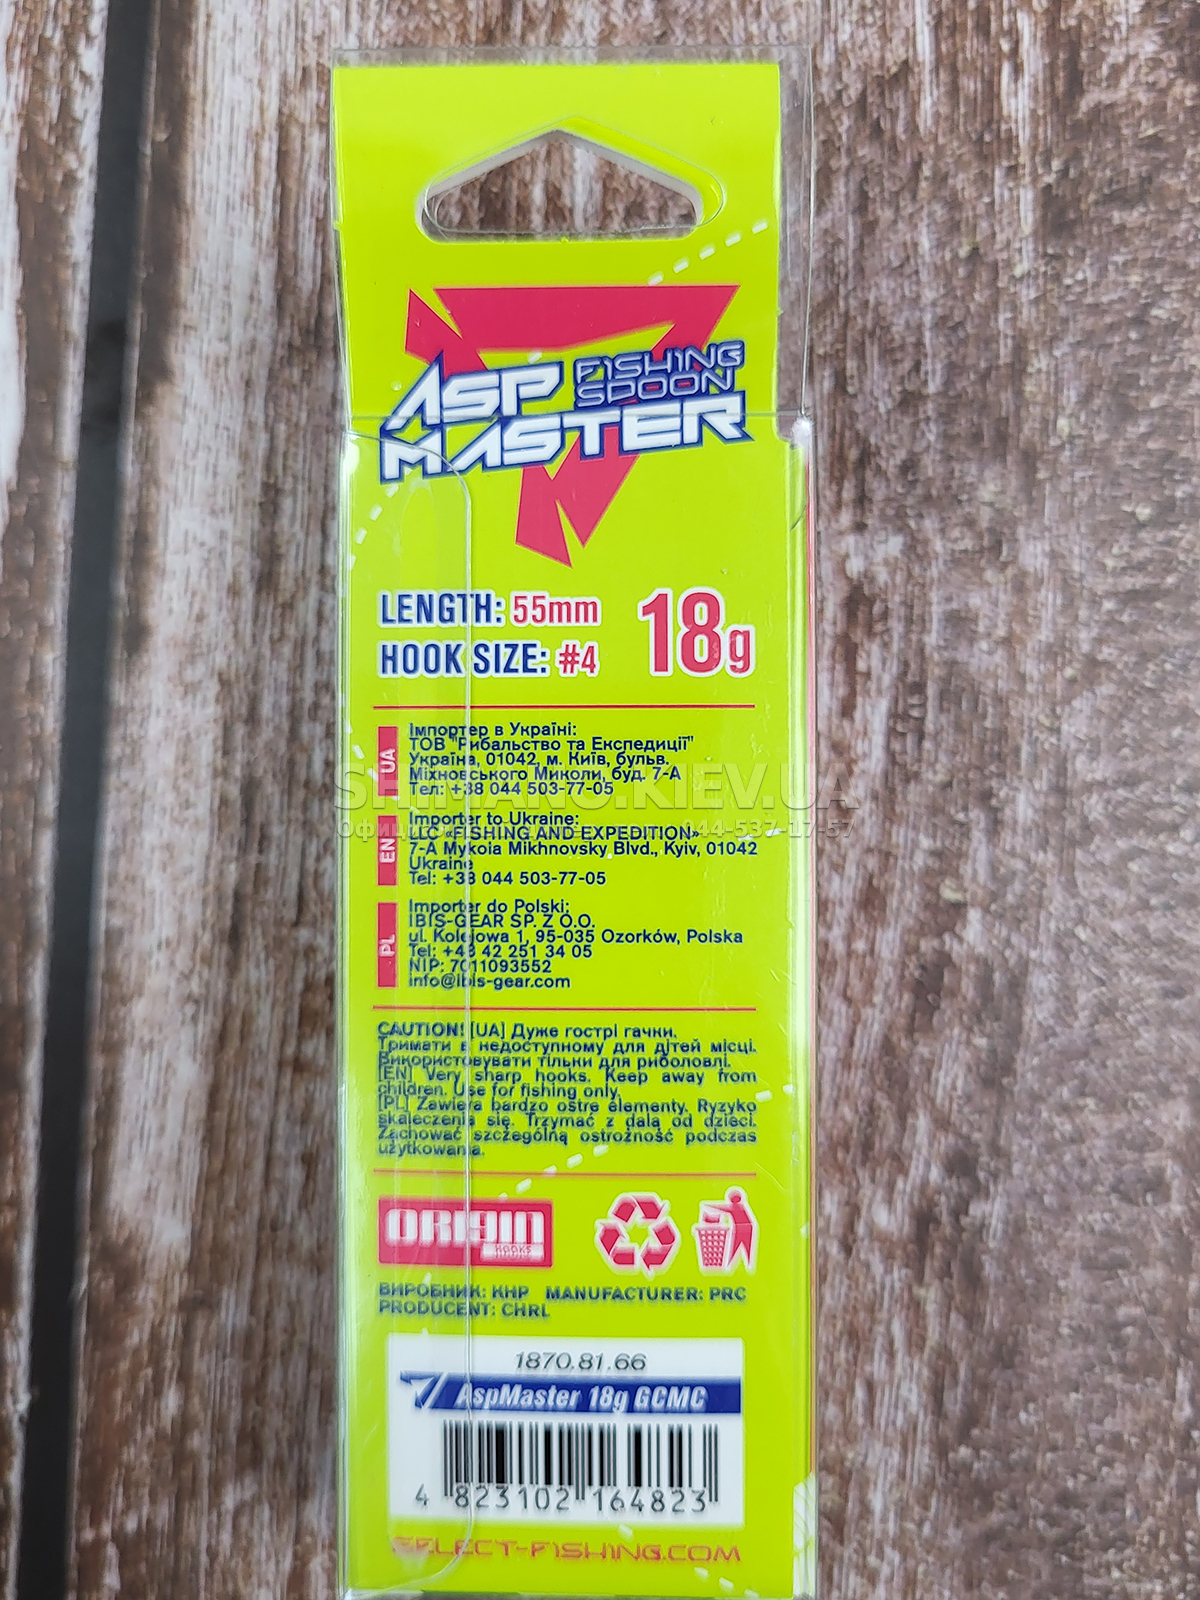 ASP FISHING
SPOON
MASTER
LENGTH: 55mm
HOOK SIZE: #4
18g
UA
Імпортер в Україні:
ТОВ "Рибальство та Експедиції"
Україна, 01042, м. Київ, бульв.
Міхновського Миколи, буд. 7-А
Тел: +38 044 503-77-05
SHIMANO.KIEV.UA
044-537-17-57
EN
Importer to Ukraine:
LLC «FISHING AND EXPEDITION»
7-A Mykola Mikhnovsky Blvd., Kyiv, 01042
Ukraine
Tel: +38 044 503-77-05
PL
Importer do Polski:
IBIS-GEAR SP. Z O.O.
ul. Kolejowa 1, 95-035 Ozorków, Polska
Tel: +48 42 251 34 05
NIP: 7011093552
info@ibis-gear.com
CAUTION! [UA] Дуже гострі гачки.
Тримати в недоступному для дітей місці.
Використовувати тільки для риболовлі.
[EN] Very sharp hooks. Keep away from
children. Use for fishing only.
[PL] Zawiera bardzo ostre elementy. Ryzyko
skaleczenia się. Trzymać z dala od dzieci.
Zachować szczególną ostrożność podczas
użytkowania.
ORIGIN
HOOKS
ВИРОБНИК: КНР MANUFACTURER: PRC
PRODUCENT: CHRL
1870.81.66
AspMaster 18g GCMC
4 823102 164823
SELECT-FISHING.COM